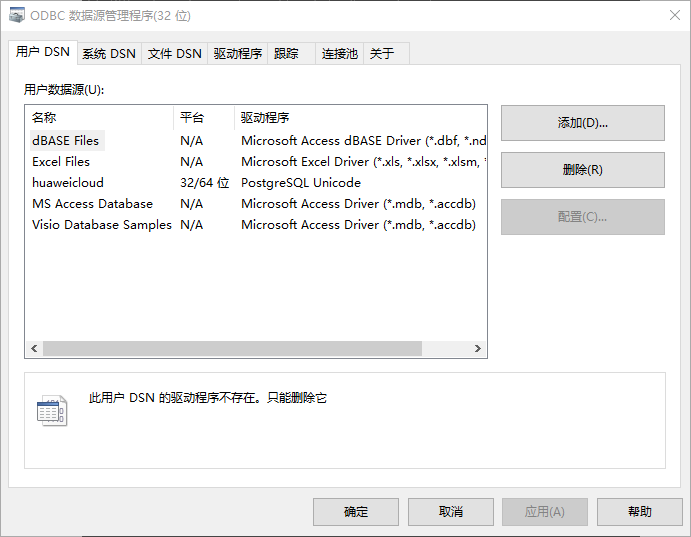 ODBC 数据源管理程序(32 位)
用户 DSN 系统 DSN 文件 DSN 驱动程序 跟踪 连接池 关于
用户数据源(U):
名称 平台 驱动程序
dBASE Files N/A Microsoft Access dBASE Driver (*.dbf, *.nd
Excel Files N/A Microsoft Excel Driver (*.xls, *.xlsx, *.xlsm, *.
huaweicloud 32/64 位 PostgreSQL Unicode
MS Access Database N/A Microsoft Access Driver (*.mdb, *.accdb)
Visio Database Samples N/A Microsoft Access Driver (*.mdb, *.accdb)
添加(D)...
删除(R)
配置(C)...
此用户 DSN 的驱动程序不存在。只能删除它
确定 取消 应用(A) 帮助